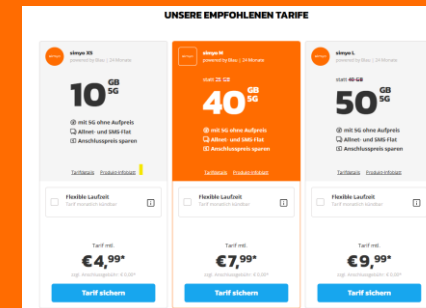 UNSERE EMPFOHLENEN TARIFE
simyo XS
powered by Blau | 24 Monate
10 GB 5G
mit 5G ohne Aufpreis
Allnet- und SMS-Flat
Anschlusspreis sparen
Tarifdetails Produktinfoblatt
Flexible Laufzeit
Tarif monatlich kündbar
Tarif mtl.
€4,99*
Tarif sichern
simyo M
powered by Blau | 24 Monate
statt
40 GB 5G
mit 5G ohne Aufpreis
Allnet- und SMS-Flat
Anschlusspreis sparen
Tarifdetails Produktinfoblatt
Flexible Laufzeit
Tarif monatlich kündbar
Tarif mtl.
€7,99*
Tarif sichern
simyo L
powered by Blau | 24 Monate
statt 40 GB
50 GB 5G
mit 5G ohne Aufpreis
Allnet- und SMS-Flat
Anschlusspreis sparen
Tarifdetails Produktinfoblatt
Flexible Laufzeit
Tarif monatlich kündbar
Tarif mtl.
€9,99*
Tarif sichern